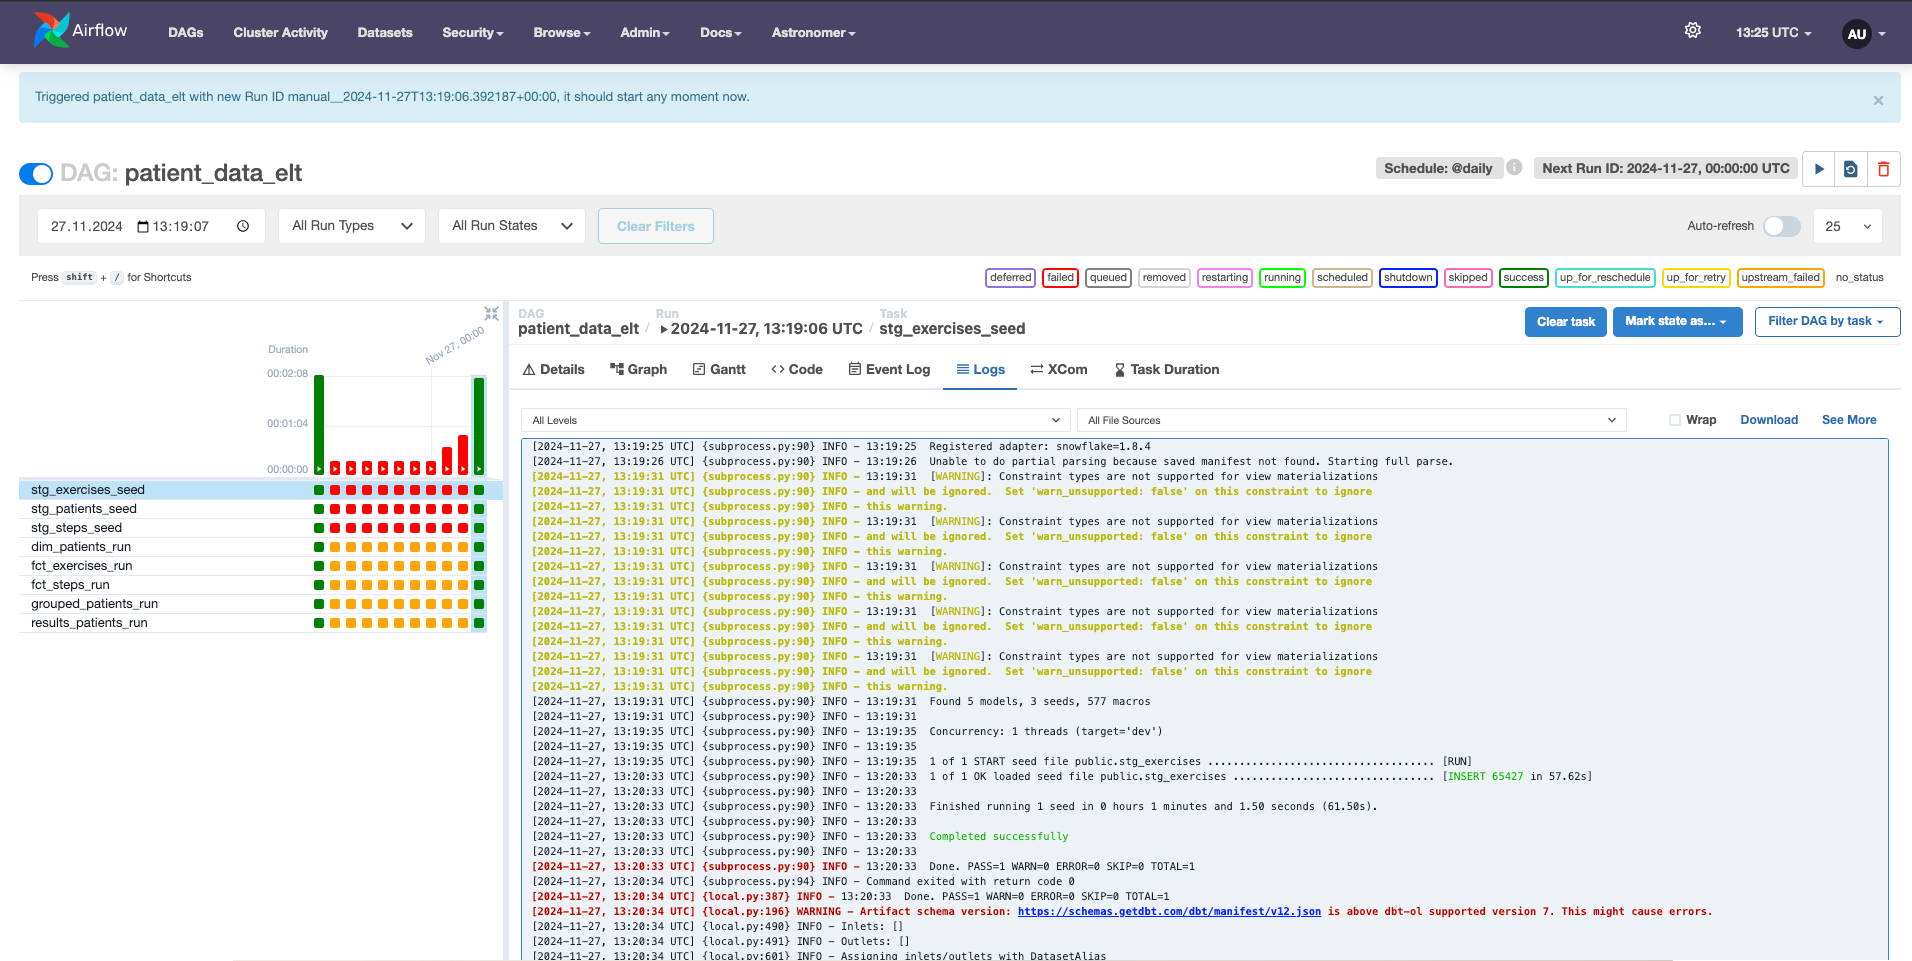 Airflow
DAGs
Cluster Activity
Datasets
Security
Browse
Admin
Docs
Astronomer
13:25 UTC
AU
Triggered patient_data_elt with new Run ID manual__2024-11-27T13:19:06.392187+00:00, it should start any moment now.
×
DAG: patient_data_elt
Schedule: @daily
Next Run ID: 2024-11-27, 00:00:00 UTC
27.11.2024 13:19:07
All Run Types
All Run States
Clear Filters
Auto-refresh
25
Press shift + / for Shortcuts
deferred
failed
queued
removed
restarting
running
scheduled
shutdown
skipped
success
up_for_reschedule
up_for_retry
upstream_failed
no_status
Duration
Nov 27, 00:00
00:02:08
00:01:04
00:00:00
stg_exercises_seed
stg_patients_seed
stg_steps_seed
dim_patients_run
fct_exercises_run
fct_steps_run
grouped_patients_run
results_patients_run
DAG
patient_data_elt
/
Run
2024-11-27, 13:19:06 UTC
/
Task
stg_exercises_seed
Clear task
Mark state as...
Filter DAG by task
Details
Graph
Gantt
Code
Event Log
Logs
XCom
Task Duration
All Levels
All File Sources
Wrap
Download
See More
[2024-11-27, 13:19:25 UTC] {subprocess.py:90} INFO - 13:19:25  Registered adapter: snowflake=1.8.4
[2024-11-27, 13:19:26 UTC] {subprocess.py:90} INFO - 13:19:26  Unable to do partial parsing because saved manifest not found. Starting full parse.
[2024-11-27, 13:19:31 UTC] {subprocess.py:90} INFO - 13:19:31  [WARNING]: Constraint types are not supported for view materializations
[2024-11-27, 13:19:31 UTC] {subprocess.py:90} INFO - and will be ignored.  Set 'warn_unsupported: false' on this constraint to ignore
[2024-11-27, 13:19:31 UTC] {subprocess.py:90} INFO - this warning.
[2024-11-27, 13:19:31 UTC] {subprocess.py:90} INFO - 13:19:31  [WARNING]: Constraint types are not supported for view materializations
[2024-11-27, 13:19:31 UTC] {subprocess.py:90} INFO - and will be ignored.  Set 'warn_unsupported: false' on this constraint to ignore
[2024-11-27, 13:19:31 UTC] {subprocess.py:90} INFO - this warning.
[2024-11-27, 13:19:31 UTC] {subprocess.py:90} INFO - 13:19:31  [WARNING]: Constraint types are not supported for view materializations
[2024-11-27, 13:19:31 UTC] {subprocess.py:90} INFO - and will be ignored.  Set 'warn_unsupported: false' on this constraint to ignore
[2024-11-27, 13:19:31 UTC] {subprocess.py:90} INFO - this warning.
[2024-11-27, 13:19:31 UTC] {subprocess.py:90} INFO - 13:19:31  [WARNING]: Constraint types are not supported for view materializations
[2024-11-27, 13:19:31 UTC] {subprocess.py:90} INFO - and will be ignored.  Set 'warn_unsupported: false' on this constraint to ignore
[2024-11-27, 13:19:31 UTC] {subprocess.py:90} INFO - this warning.
[2024-11-27, 13:19:31 UTC] {subprocess.py:90} INFO - 13:19:31  [WARNING]: Constraint types are not supported for view materializations
[2024-11-27, 13:19:31 UTC] {subprocess.py:90} INFO - and will be ignored.  Set 'warn_unsupported: false' on this constraint to ignore
[2024-11-27, 13:19:31 UTC] {subprocess.py:90} INFO - this warning.
[2024-11-27, 13:19:31 UTC] {subprocess.py:90} INFO - 13:19:31  Found 5 models, 3 seeds, 577 macros
[2024-11-27, 13:19:31 UTC] {subprocess.py:90} INFO - 13:19:31
[2024-11-27, 13:19:35 UTC] {subprocess.py:90} INFO - 13:19:35  Concurrency: 1 threads (target='dev')
[2024-11-27, 13:19:35 UTC] {subprocess.py:90} INFO - 13:19:35
[2024-11-27, 13:19:35 UTC] {subprocess.py:90} INFO - 13:19:35  1 of 1 START seed file public.stg_exercises .................................... [RUN]
[2024-11-27, 13:20:33 UTC] {subprocess.py:90} INFO - 13:20:33  1 of 1 OK loaded seed file public.stg_exercises ................................ [INSERT 65427 in 57.62s]
[2024-11-27, 13:20:33 UTC] {subprocess.py:90} INFO - 13:20:33
[2024-11-27, 13:20:33 UTC] {subprocess.py:90} INFO - 13:20:33  Finished running 1 seed in 0 hours 1 minutes and 1.50 seconds (61.50s).
[2024-11-27, 13:20:33 UTC] {subprocess.py:90} INFO - 13:20:33
[2024-11-27, 13:20:33 UTC] {subprocess.py:90} INFO - 13:20:33  Completed successfully
[2024-11-27, 13:20:33 UTC] {subprocess.py:90} INFO - 13:20:33
[2024-11-27, 13:20:33 UTC] {subprocess.py:90} INFO - 13:20:33  Done. PASS=1 WARN=0 ERROR=0 SKIP=0 TOTAL=1
[2024-11-27, 13:20:34 UTC] {subprocess.py:94} INFO - Command exited with return code 0
[2024-11-27, 13:20:34 UTC] {local.py:387} INFO - 13:20:33  Done. PASS=1 WARN=0 ERROR=0 SKIP=0 TOTAL=1
[2024-11-27, 13:20:34 UTC] {local.py:196} WARNING - Artifact schema version: https://schemas.getdbt.com/dbt/manifest/v12.json is above dbt-ol supported version 7. This might cause errors.
[2024-11-27, 13:20:34 UTC] {local.py:490} INFO - Inlets: []
[2024-11-27, 13:20:34 UTC] {local.py:491} INFO - Outlets: []
[2024-11-27, 13:20:34 UTC] {local.py:601} INFO - Assigning inlets/outlets with DatasetAlias